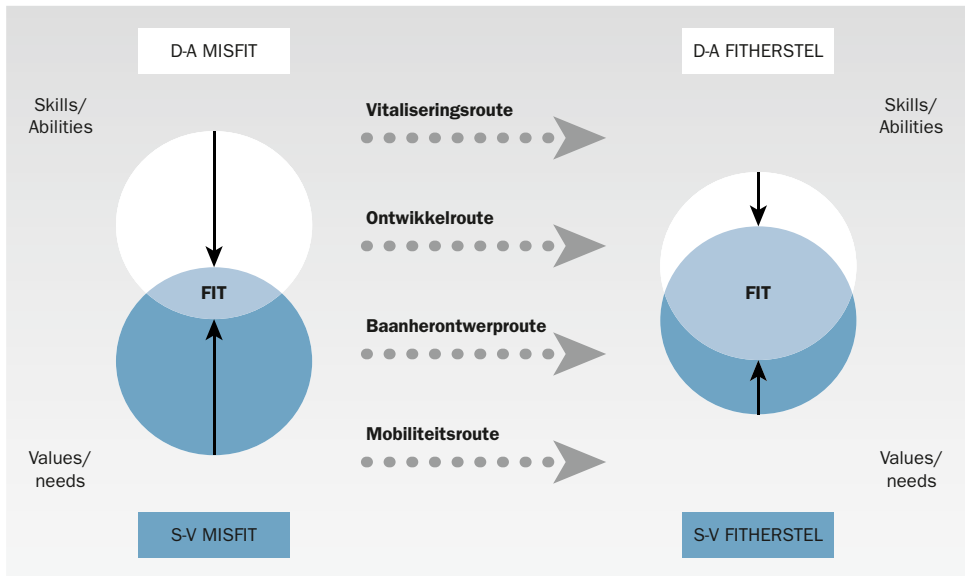 D-A MISFIT
D-A FITHERSTEL
Skills/
Abilities
Vitaliseringsroute
Skills/
Abilities
Ontwikkelroute
FIT
FIT
Baanherontwerproute
Mobiliteitsroute
Values/
needs
Values/
needs
S-V MISFIT
S-V FITHERSTEL